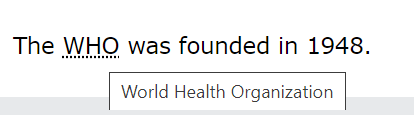 The WHO was founded in 1948.
World Health Organization